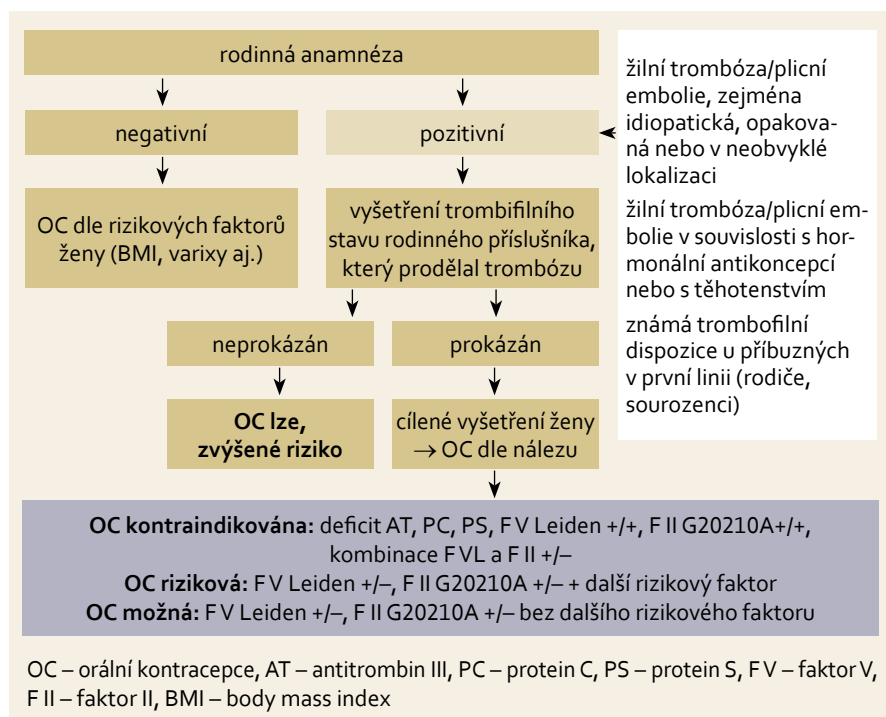 rodinná anamnéza
negativní
pozitivní
OC dle rizikových faktorů
ženy (BMI, varixy aj.)
vyšetření trombifilního
stavu rodinného příslušníka,
který prodělal trombózu
neprokázán
prokázán
OC lze,
zvýšené riziko
cílené vyšetření ženy
→ OC dle nálezu
žilní trombóza/plicní
embolie, zejména
idiopatická, opakova-
ná nebo v neobvyklé
lokalizaci
žilní trombóza/plicní em-
bolie v souvislosti s hor-
monální antikoncepcí
nebo s těhotenstvím
známá trombofilní
dispozice u příbuzných
v první linii (rodiče,
sourozenci)
OC kontraindikována: deficit AT, PC, PS, F V Leiden +/+, F II G20210A+/+,
kombinace F VL a F II +/–
OC riziková: F V Leiden +/–, F II G20210A +/– + další rizikový faktor
OC možná: F V Leiden +/–, F II G20210A +/– bez dalšího rizikového faktoru
OC – orální kontracepce, AT – antitrombin III, PC – protein C, PS – protein S, F V – faktor V,
F II – faktor II, BMI – body mass index